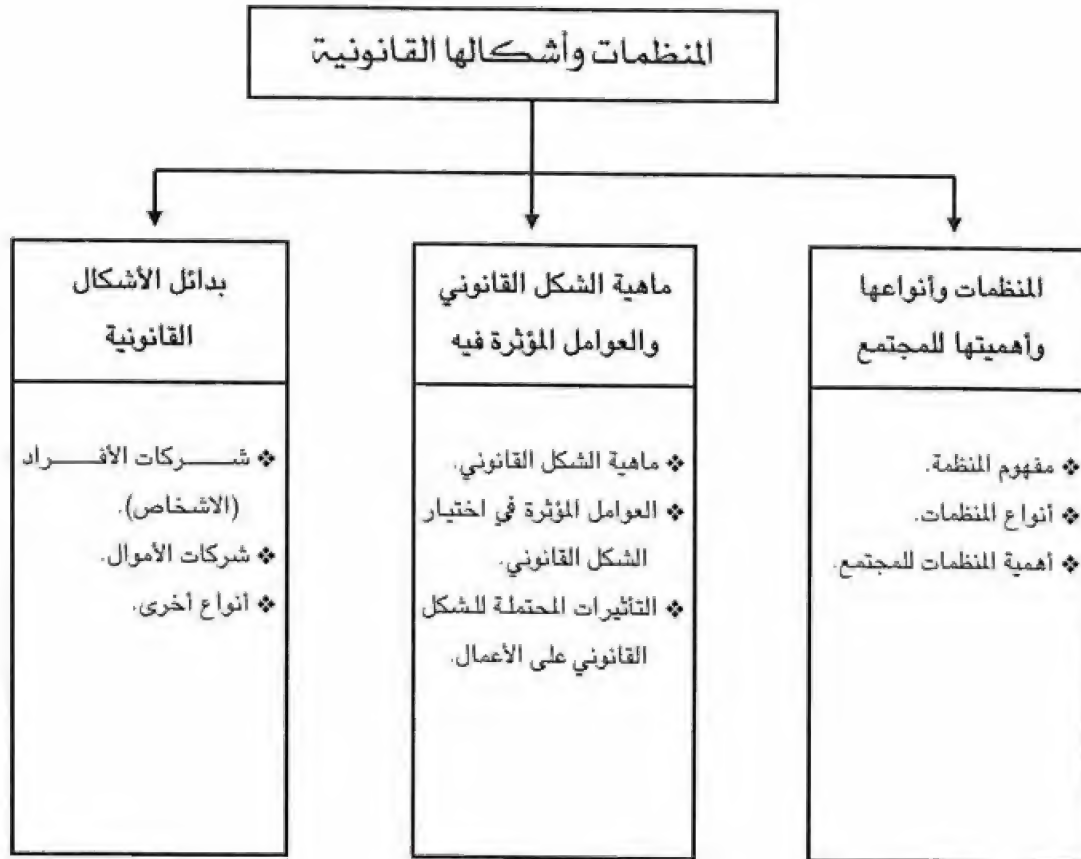 المنظمات وأشكالها القانونية
المنظمات وأنواعها
وأهميتها للمجتمع
❖ مفهوم المنظمة.
❖ أنواع المنظمات.
❖ أهمية المنظمات للمجتمع.
ماهية الشكل القانوني
والعوامل المؤثرة فيه
❖ ماهية الشكل القانوني.
❖ العوامل المؤثرة في اختيار
الشكل القانوني.
❖ التأثيرات المحتملة للشكل
القانوني على الأعمال.
بدائل الأشكال
القانونية
❖ شـــركات الأفـــراد
(الاشخاص).
❖ شركات الأموال.
❖ أنواع أخرى.